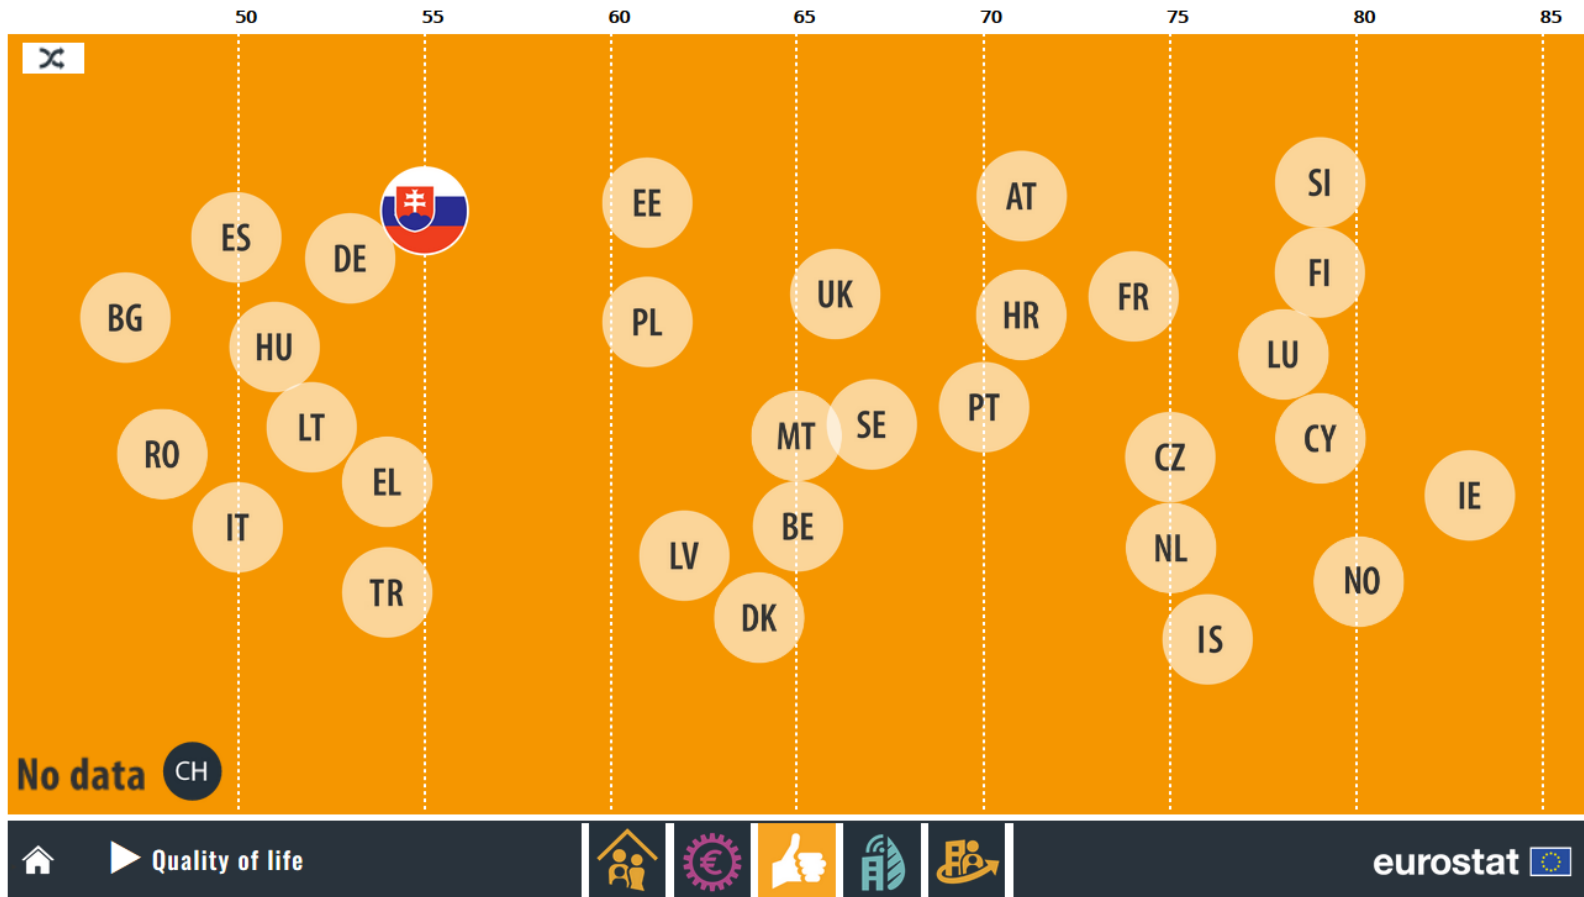 50 55 60 65 70 75 80 85
SI
AT
EE
ES
DE
FI
UK
FR
HR
BG
PL
HU
LU
PT
SE
LT
MT
CY
RO
CZ
EL
IE
IT
BE
NL
LV
NO
TR
DK
IS
No data CH
Quality of life
€
eurostat